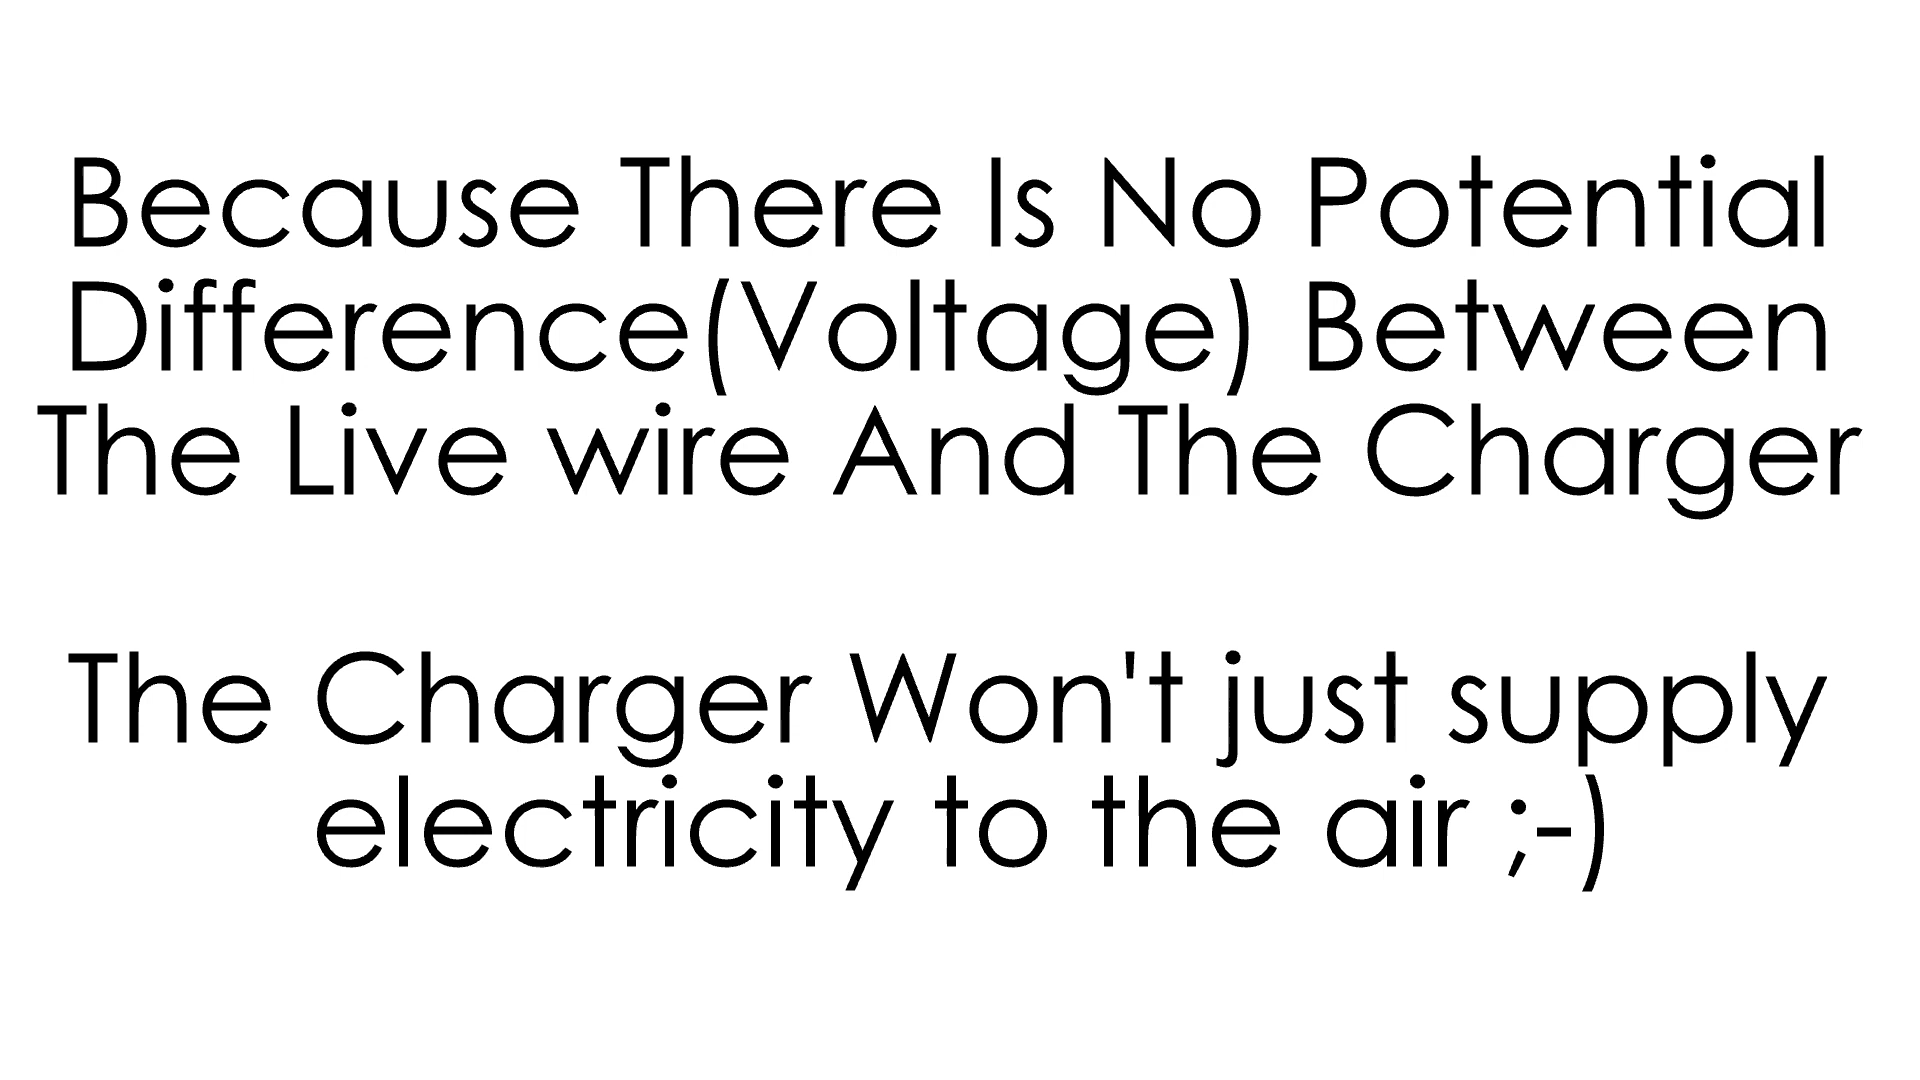 Because There Is No Potential
Difference(Voltage) Between
The Live wire And The Charger
The Charger Won't just supply
electricity to the air ;-)